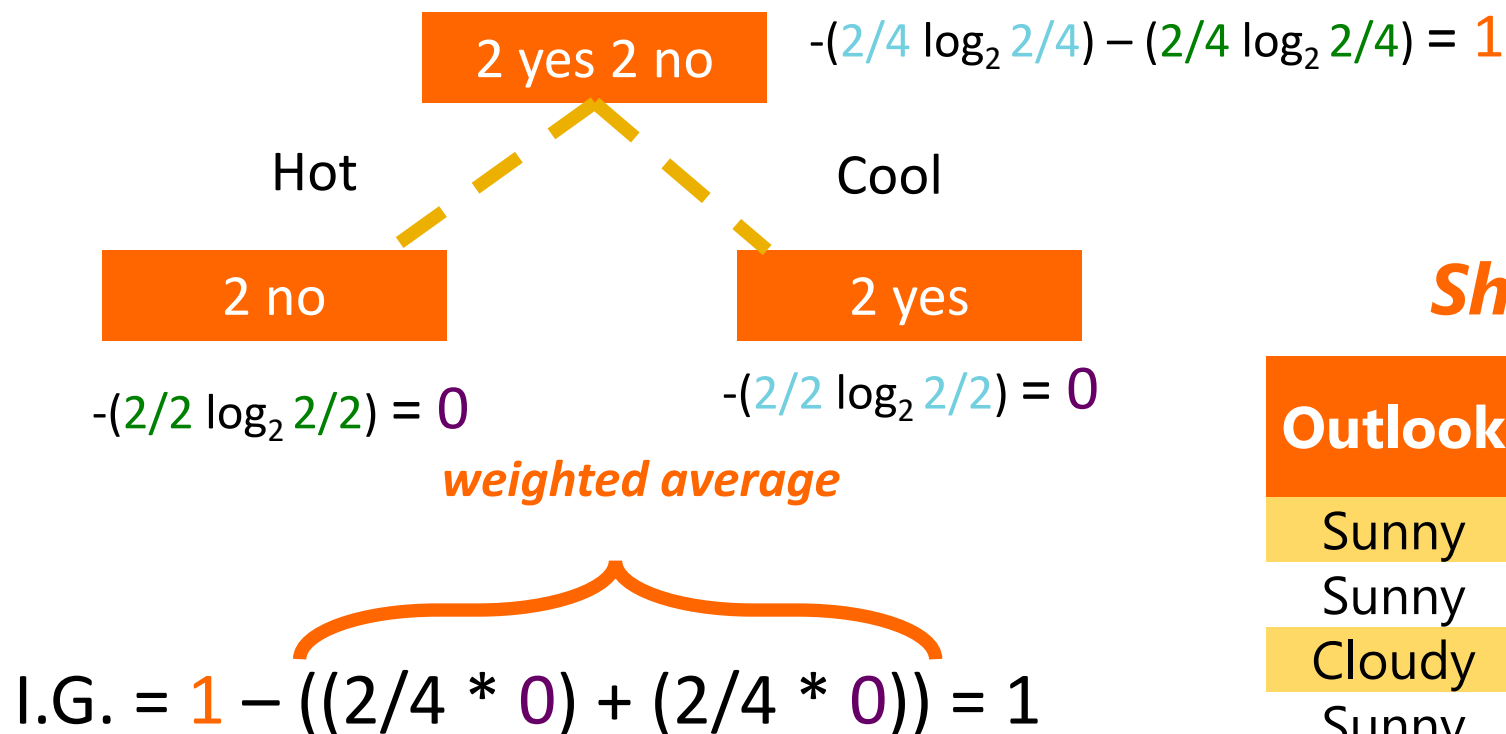 2 yes 2 no
-(2/4 log₂ 2/4) – (2/4 log₂ 2/4) = 1
Hot
Cool
2 no
2 yes
-(2/2 log₂ 2/2) = 0
-(2/2 log₂ 2/2) = 0
weighted average
I.G. = 1 – ((2/4 * 0) + (2/4 * 0)) = 1
Sh
Outlook
Sunny
Sunny
Cloudy
Sunny